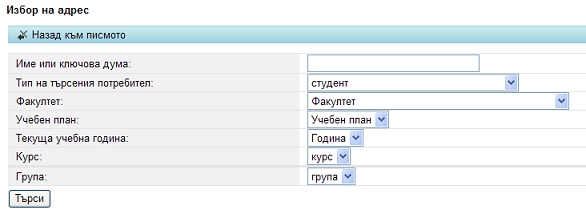 Избор на адрес
Назад към писмото
Име или ключова дума:
Тип на търсения потребител: студент
Факултет: Факултет
Учебен план: Учебен план
Текуща учебна година: Година
Курс: курс
Група: група
Търси